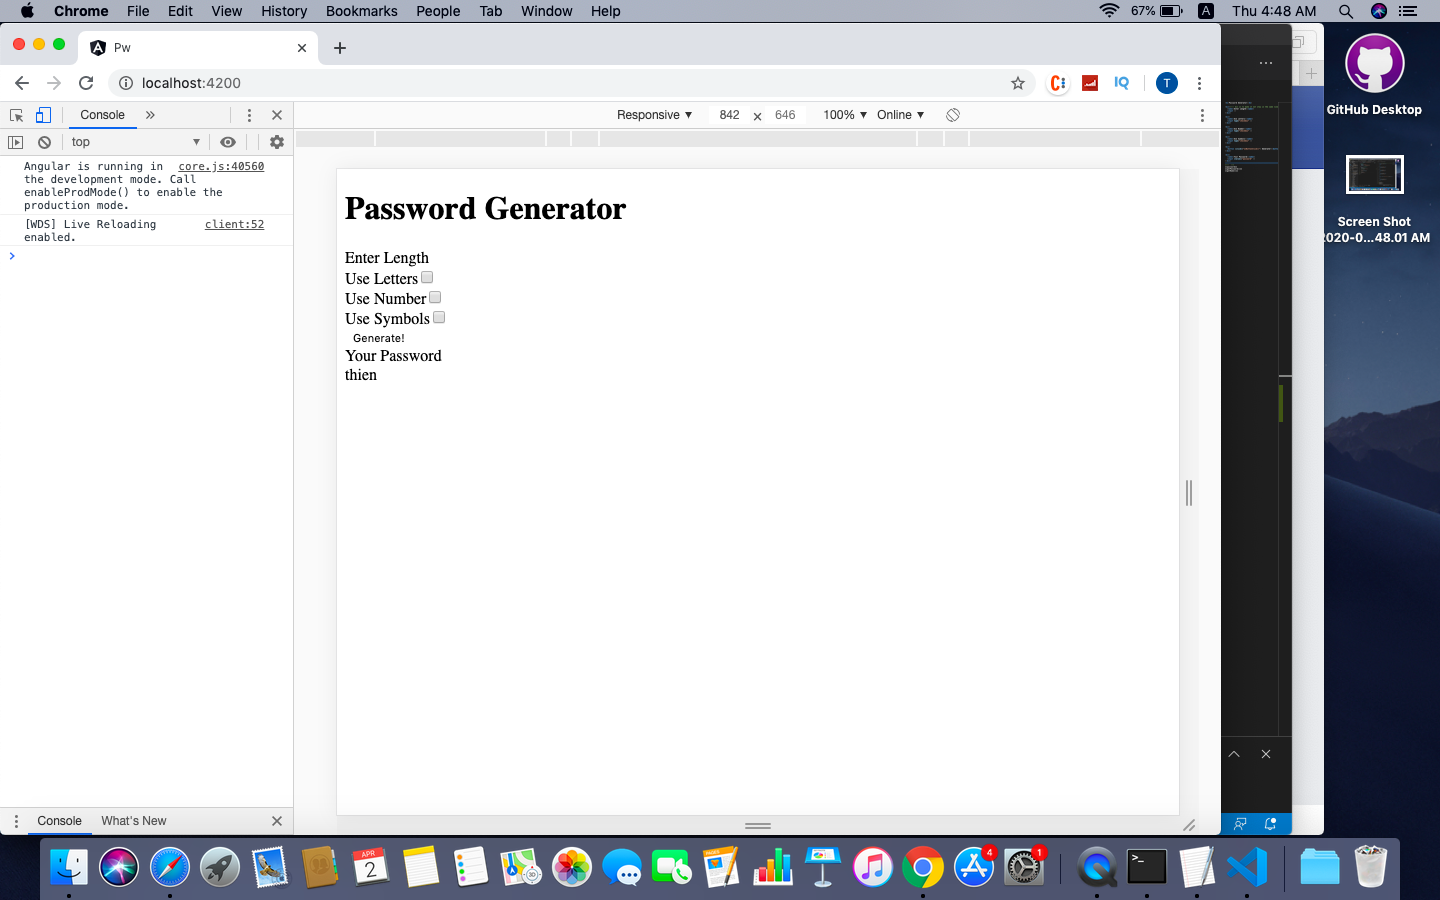 Chrome File Edit View History Bookmarks People Tab Window Help 67% A Thu 4:48 AM
Pw
localhost:4200
C: IQ T
Console
Responsive 842 646 100% Online
top
Angular is running in core.js:40560
the development mode. Call
enableProdMode() to enable the
production mode.
[WDS] Live Reloading client:52
enabled.
Password Generator
Enter Length
Use Letters
Use Number
Use Symbols
Generate!
Your Password
thien
Console What's New
GitHub Desktop
Screen Shot
2020-0...48.01 AM
APR
2
4
1